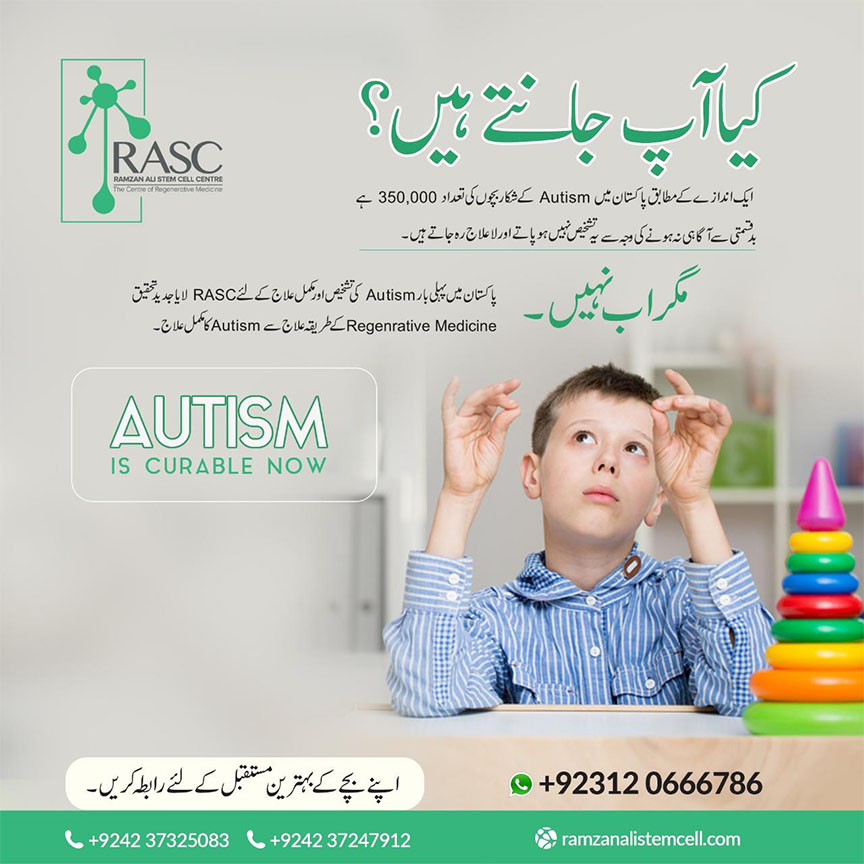 RASC
RAMZAN ALI STEM CELL CENTRE
The Centre of Regenerative Medicine
کیا آپ جانتے ہیں؟
ایک اندازے کے مطابق پاکستان میں Autism کے شکار بچوں کی تعداد 350,000 ہے
بدقسمتی سے آگاہی نہ ہونے کی وجہ سے یہ تشخیص نہیں ہو پاتے اور لا علاج رہ جاتے ہیں۔
مگر اب نہیں۔
پاکستان میں پہلی بار Autism کی تشخیص اور مکمل علاج کے لئے RASC لایا جدید تحقیق
Regenrative Medicine کے طریقہ علاج سے Autism کا مکمل علاج۔
AUTISM
IS CURABLE NOW
اپنے بچے کے بہترین مستقبل کے لئے رابطہ کریں۔
+92312 0666786
+9242 37325083
+9242 37247912
ramzanalistemcell.com